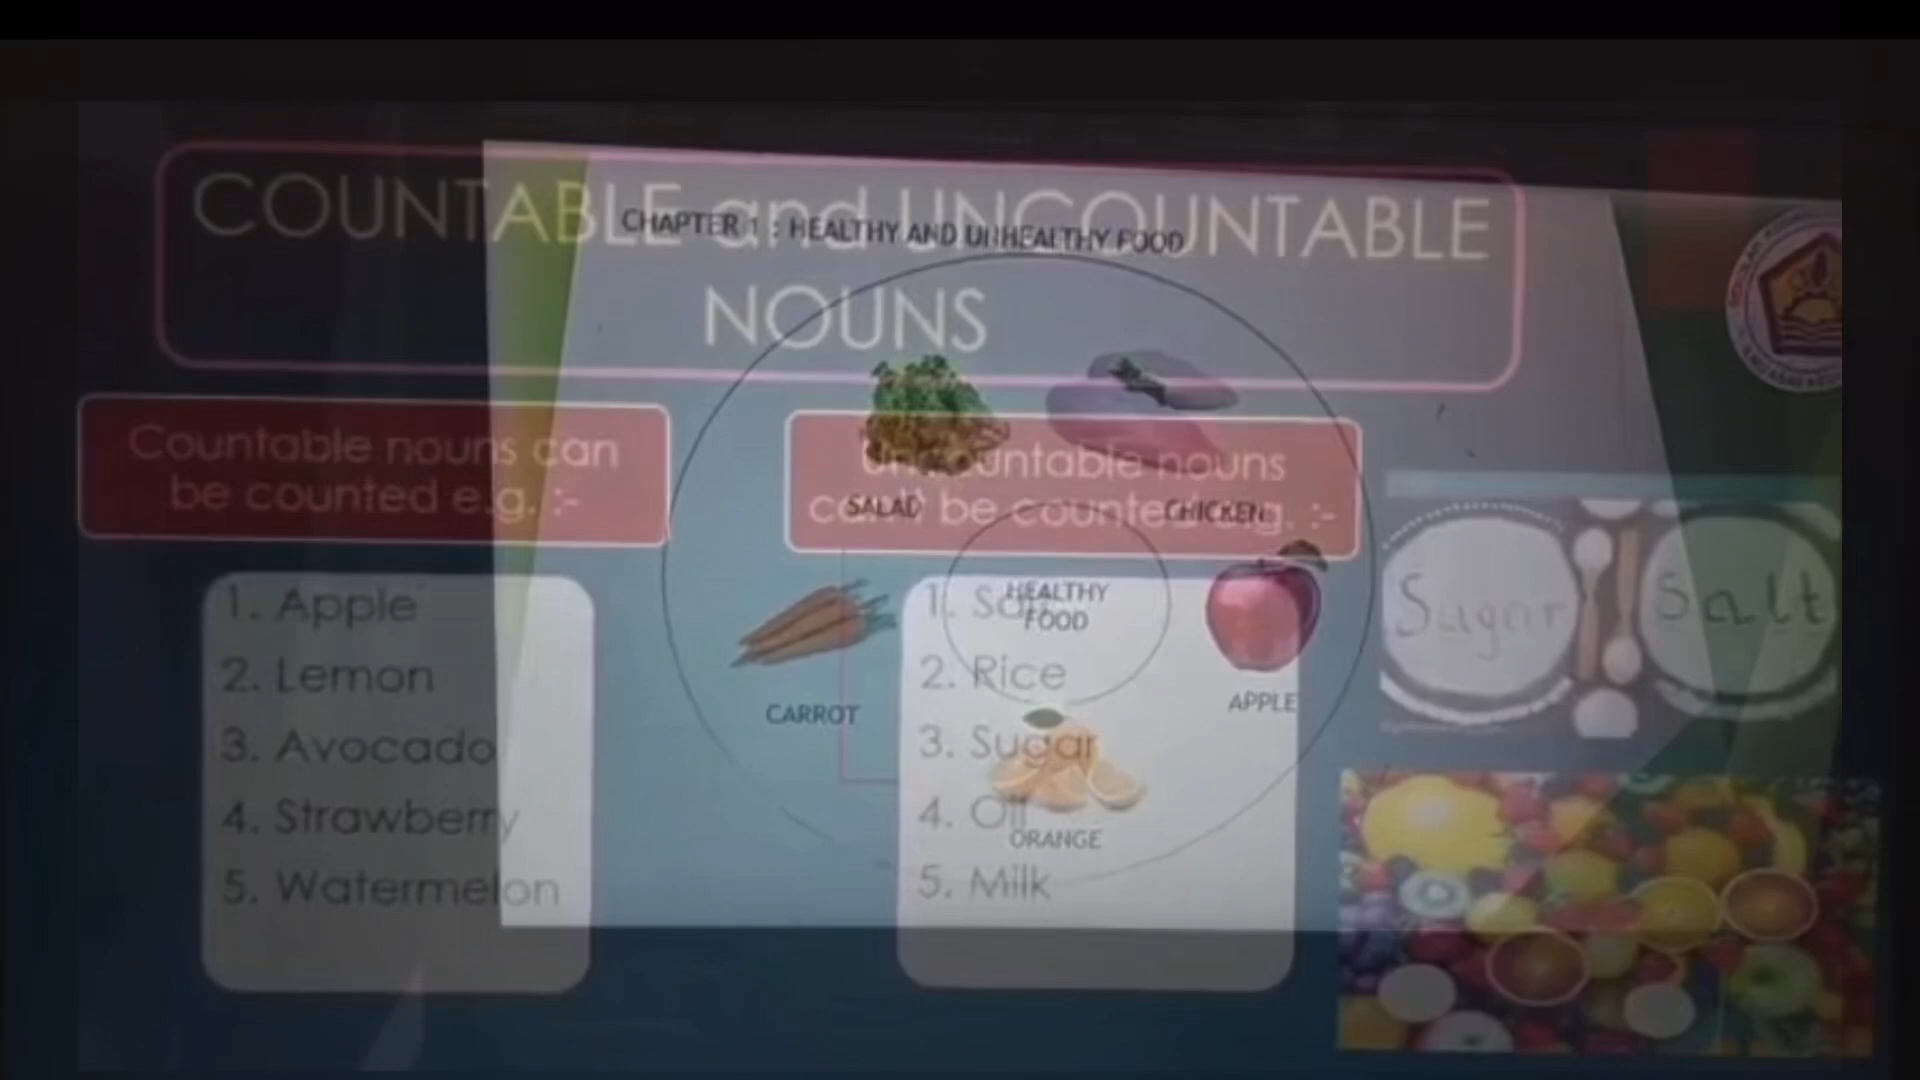 COUNTABLE and UNCOUNTABLE
NOUNS
CHAPTER 1 : HEALTHY AND UNHEALTHY FOOD
Countable nouns can
be counted e.g. :-
Uncountable nouns
can't be counted e.g. :-
1. Apple
2. Lemon
3. Avocado
4. Strawberry
5. Watermelon
1. Salt
2. Rice
3. Sugar
4. Oil
5. Milk
SALAD
CHICKEN
HEALTHY
FOOD
CARROT
APPLE
ORANGE
Sugar
Salt